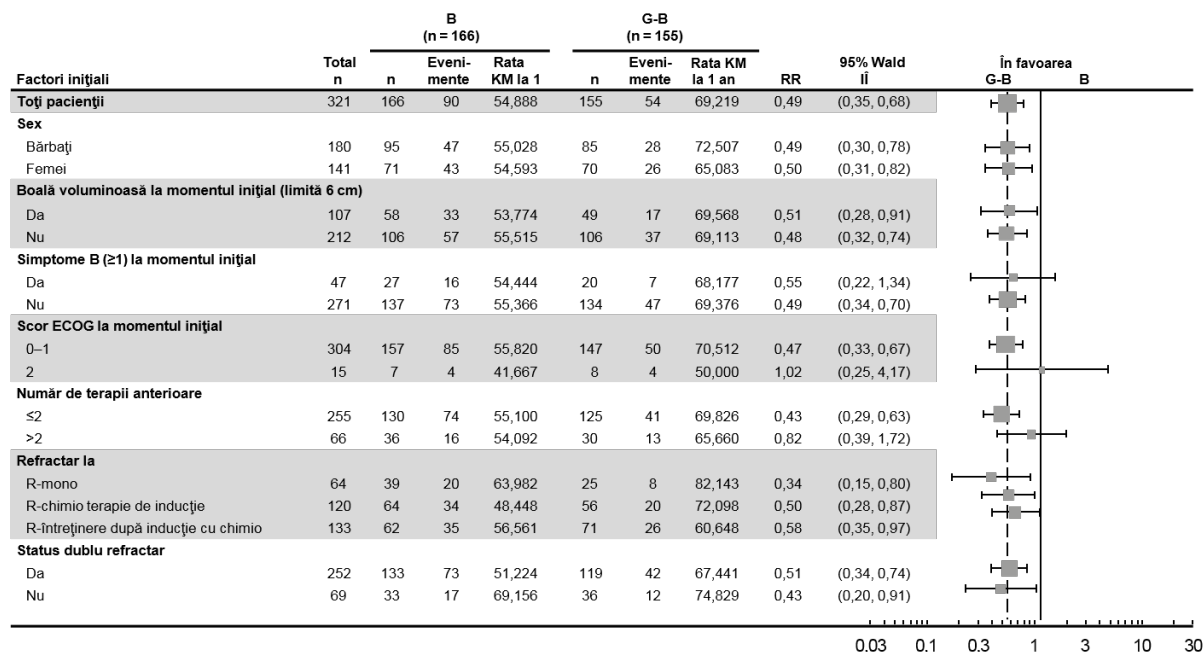 B G-B
(n = 166) (n = 155)
Total Eveni- Rata Eveni- Rata KM 95% Wald În favoarea
Factori iniţiali n n mente KM la 1 n mente la 1 an RR IÎ G-B B
Toţi pacienţii 321 166 90 54,888 155 54 69,219 0,49 (0,35, 0,68)
Sex
Bărbaţi 180 95 47 55,028 85 28 72,507 0,49 (0,30, 0,78)
Femei 141 71 43 54,593 70 26 65,083 0,50 (0,31, 0,82)
Boală voluminoasă la momentul iniţial (limită 6 cm)
Da 107 58 33 53,774 49 17 69,568 0,51 (0,28, 0,91)
Nu 212 106 57 55,515 106 37 69,113 0,48 (0,32, 0,74)
Simptome B (≥1) la momentul iniţial
Da 47 27 16 54,444 20 7 68,177 0,55 (0,22, 1,34)
Nu 271 137 73 55,366 134 47 69,376 0,49 (0,34, 0,70)
Scor ECOG la momentul iniţial
0–1 304 157 85 55,820 147 50 70,512 0,47 (0,33, 0,67)
2 15 7 4 41,667 8 4 50,000 1,02 (0,25, 4,17)
Număr de terapii anterioare
≤2 255 130 74 55,100 125 41 69,826 0,43 (0,29, 0,63)
>2 66 36 16 54,092 30 13 65,660 0,82 (0,39, 1,72)
Refractar la
R-mono 64 39 20 63,982 25 8 82,143 0,34 (0,15, 0,80)
R-chimio terapie de inducţie 120 64 34 48,448 56 20 72,098 0,50 (0,28, 0,87)
R-întreţinere după inducţie cu chimio 133 62 35 56,561 71 26 60,648 0,58 (0,35, 0,97)
Status dublu refractar
Da 252 133 73 51,224 119 42 67,441 0,51 (0,34, 0,74)
Nu 69 33 17 69,156 36 12 74,829 0,43 (0,20, 0,91)
0.03 0.1 0.3 1 3 10 30